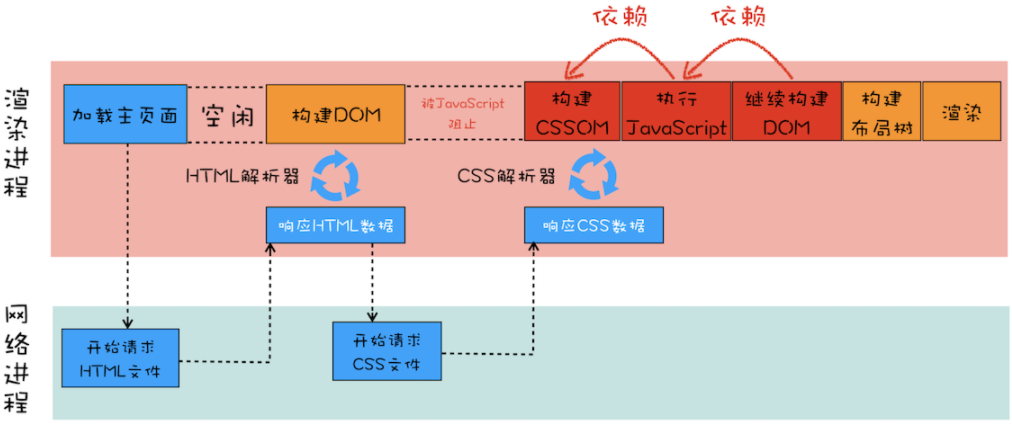 依赖
依赖
渲染进程
加载主页面
空闲
构建DOM
被JavaScript
阻止
构建
CSSOM
执行
JavaScript
继续构建
DOM
构建
布局树
渲染
HTML解析器
CSS解析器
响应HTML数据
响应CSS数据
网络进程
开始请求
HTML文件
开始请求
CSS文件